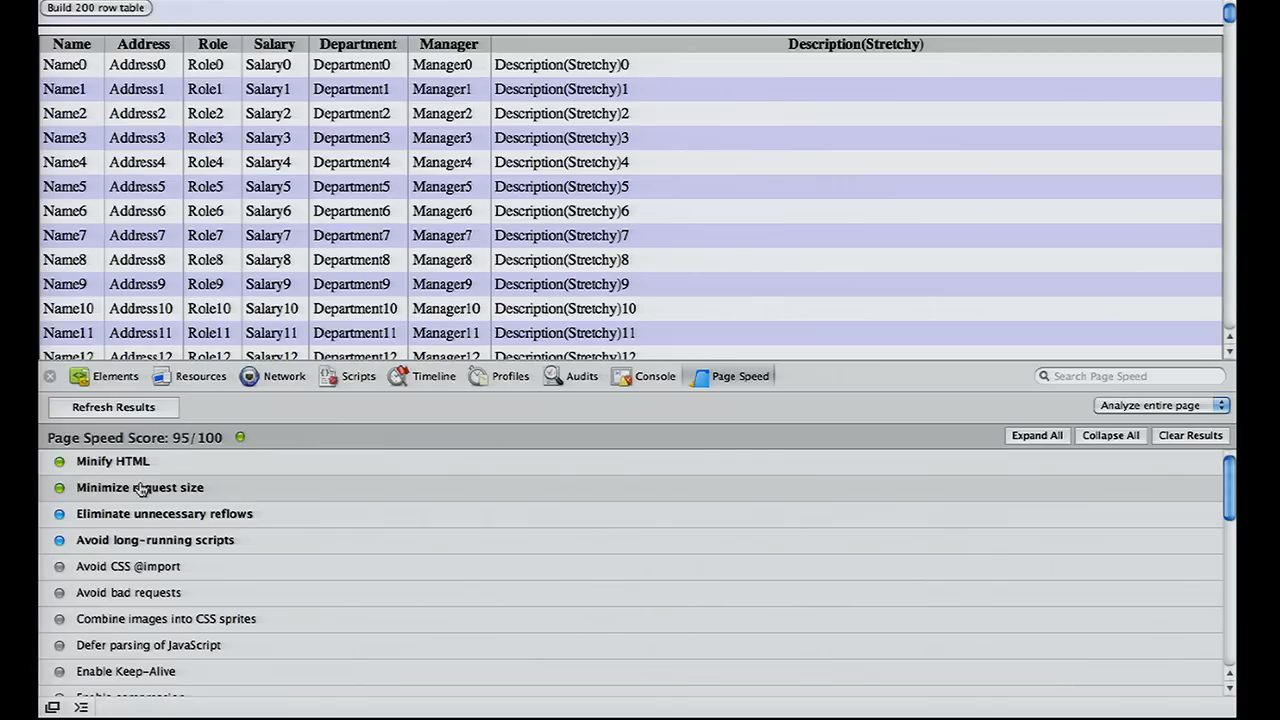 Build 200 row table
Name Address Role Salary Department Manager Description(Stretchy)
Name0 Address0 Role0 Salary0 Department0 Manager0 Description(Stretchy)0
Name1 Address1 Role1 Salary1 Department1 Manager1 Description(Stretchy)1
Name2 Address2 Role2 Salary2 Department2 Manager2 Description(Stretchy)2
Name3 Address3 Role3 Salary3 Department3 Manager3 Description(Stretchy)3
Name4 Address4 Role4 Salary4 Department4 Manager4 Description(Stretchy)4
Name5 Address5 Role5 Salary5 Department5 Manager5 Description(Stretchy)5
Name6 Address6 Role6 Salary6 Department6 Manager6 Description(Stretchy)6
Name7 Address7 Role7 Salary7 Department7 Manager7 Description(Stretchy)7
Name8 Address8 Role8 Salary8 Department8 Manager8 Description(Stretchy)8
Name9 Address9 Role9 Salary9 Department9 Manager9 Description(Stretchy)9
Name10 Address10 Role10 Salary10 Department10 Manager10 Description(Stretchy)10
Name11 Address11 Role11 Salary11 Department11 Manager11 Description(Stretchy)11
Name12 Address12 Role12 Salary12 Department12 Manager12 Description(Stretchy)12
Elements Resources Network Scripts Timeline Profiles Audits Console Page Speed Search Page Speed
Refresh Results Analyze entire page
Page Speed Score: 95/100 Expand All Collapse All Clear Results
Minify HTML
Minimize request size
Eliminate unnecessary reflows
Avoid long-running scripts
Avoid CSS @import
Avoid bad requests
Combine images into CSS sprites
Defer parsing of JavaScript
Enable Keep-Alive